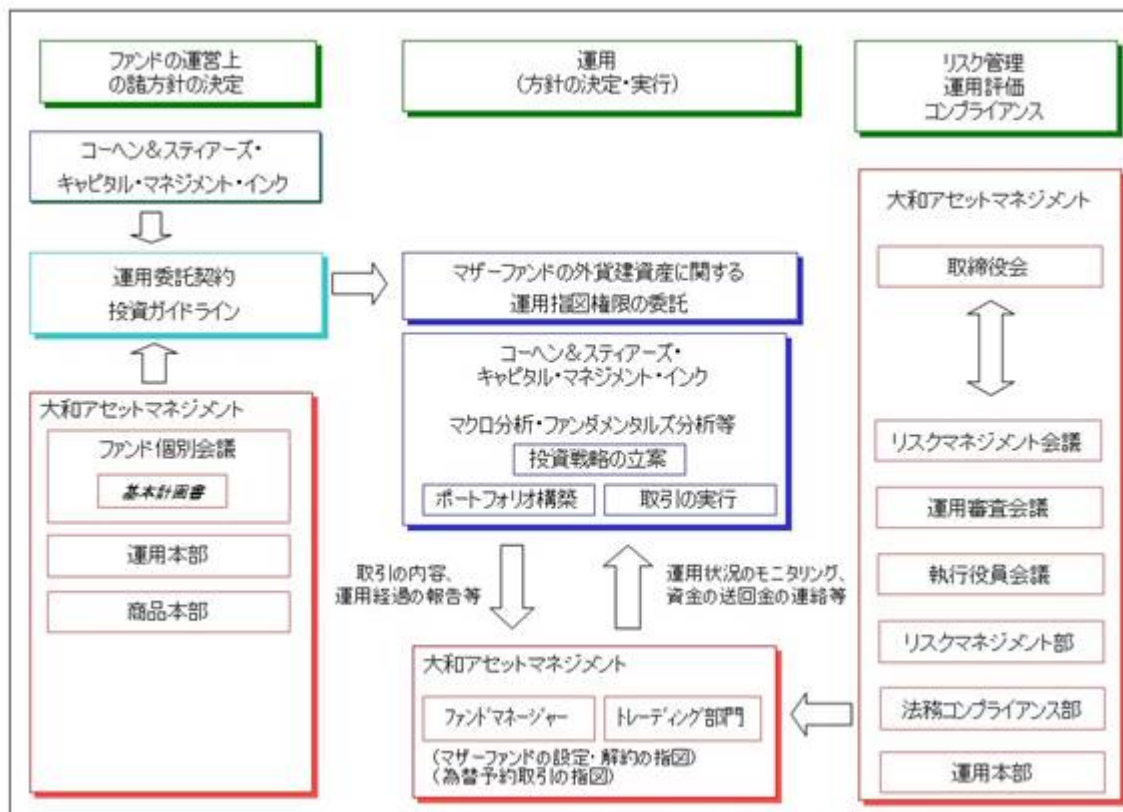 ファンドの運営上
の諸方針の決定
運用
(方針の決定・実行)
リスク管理
運用評価
コンプライアンス
コーヘン&スティアーズ・
キャピタル・マネジメント・インク
運用委託契約
投資ガイドライン
大和アセットマネジメント
ファンド個別会議
基本計画書
運用本部
商品本部
マザーファンドの外貨建資産に関する
運用指図権限の委託
コーヘン&スティアーズ・
キャピタル・マネジメント・インク
マクロ分析・ファンダメンタルズ分析等
投資戦略の立案
ポートフォリオ構築
取引の実行
取引の内容、
運用経過の報告等
運用状況のモニタリング、
資金の送回金の連絡等
大和アセットマネジメント
ファンドマネージャー
トレーディング部門
(マザーファンドの設定・解約の指図)
(為替予約取引の指図)
大和アセットマネジメント
取締役会
リスクマネジメント会議
運用審査会議
執行役員会議
リスクマネジメント部
法務コンプライアンス部
運用本部